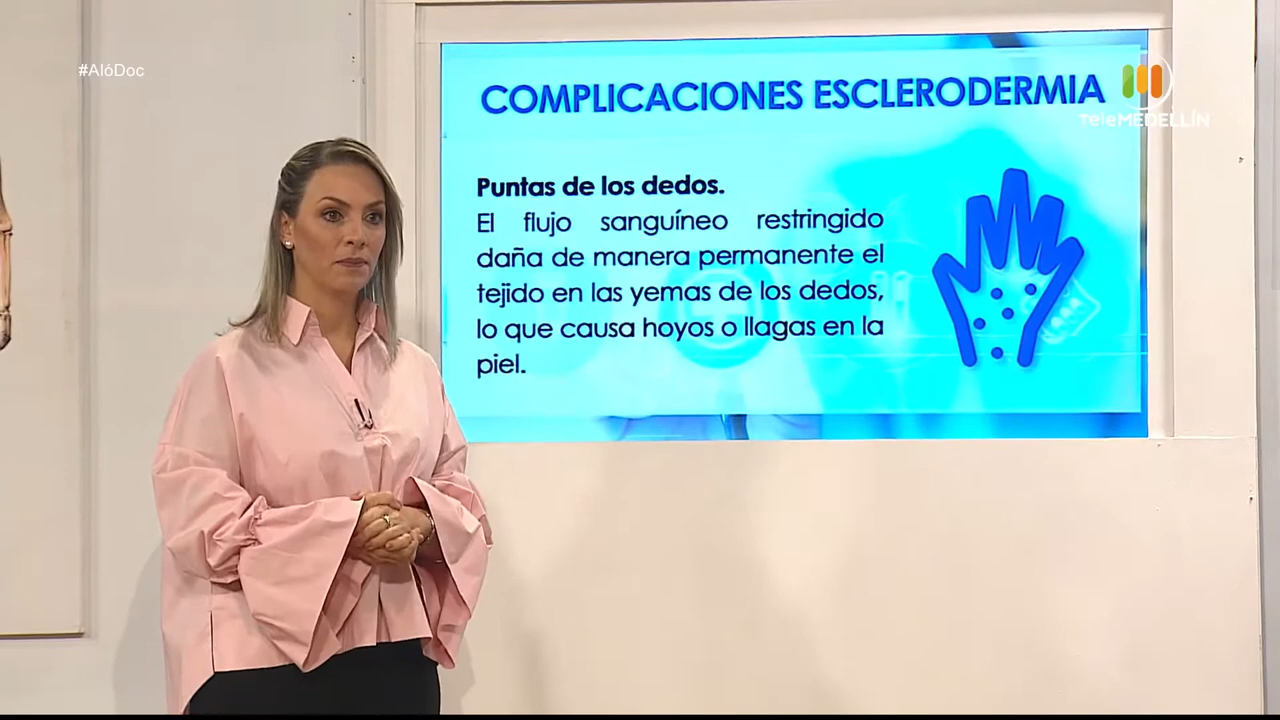 #AlóDoc
COMPLICACIONES ESCLERODERMIA
TeleMEDELLÍN
Puntas de los dedos.
El flujo sanguíneo restringido
daña de manera permanente el
tejido en las yemas de los dedos,
lo que causa hoyos o llagas en la
piel.